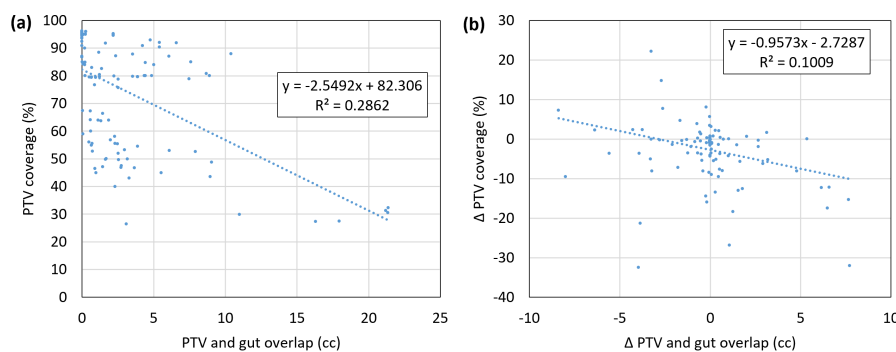 (a)
y = -2.5492x + 82.306
R² = 0.2862
PTV coverage (%)
100
90
80
70
60
50
40
30
20
10
0
0 5 10 15 20 25
PTV and gut overlap (cc)
(b)
y = -0.9573x - 2.7287
R² = 0.1009
Δ PTV coverage (%)
30
20
10
0
-10
-20
-30
-40
-10 -5 0 5 10
Δ PTV and gut overlap (cc)